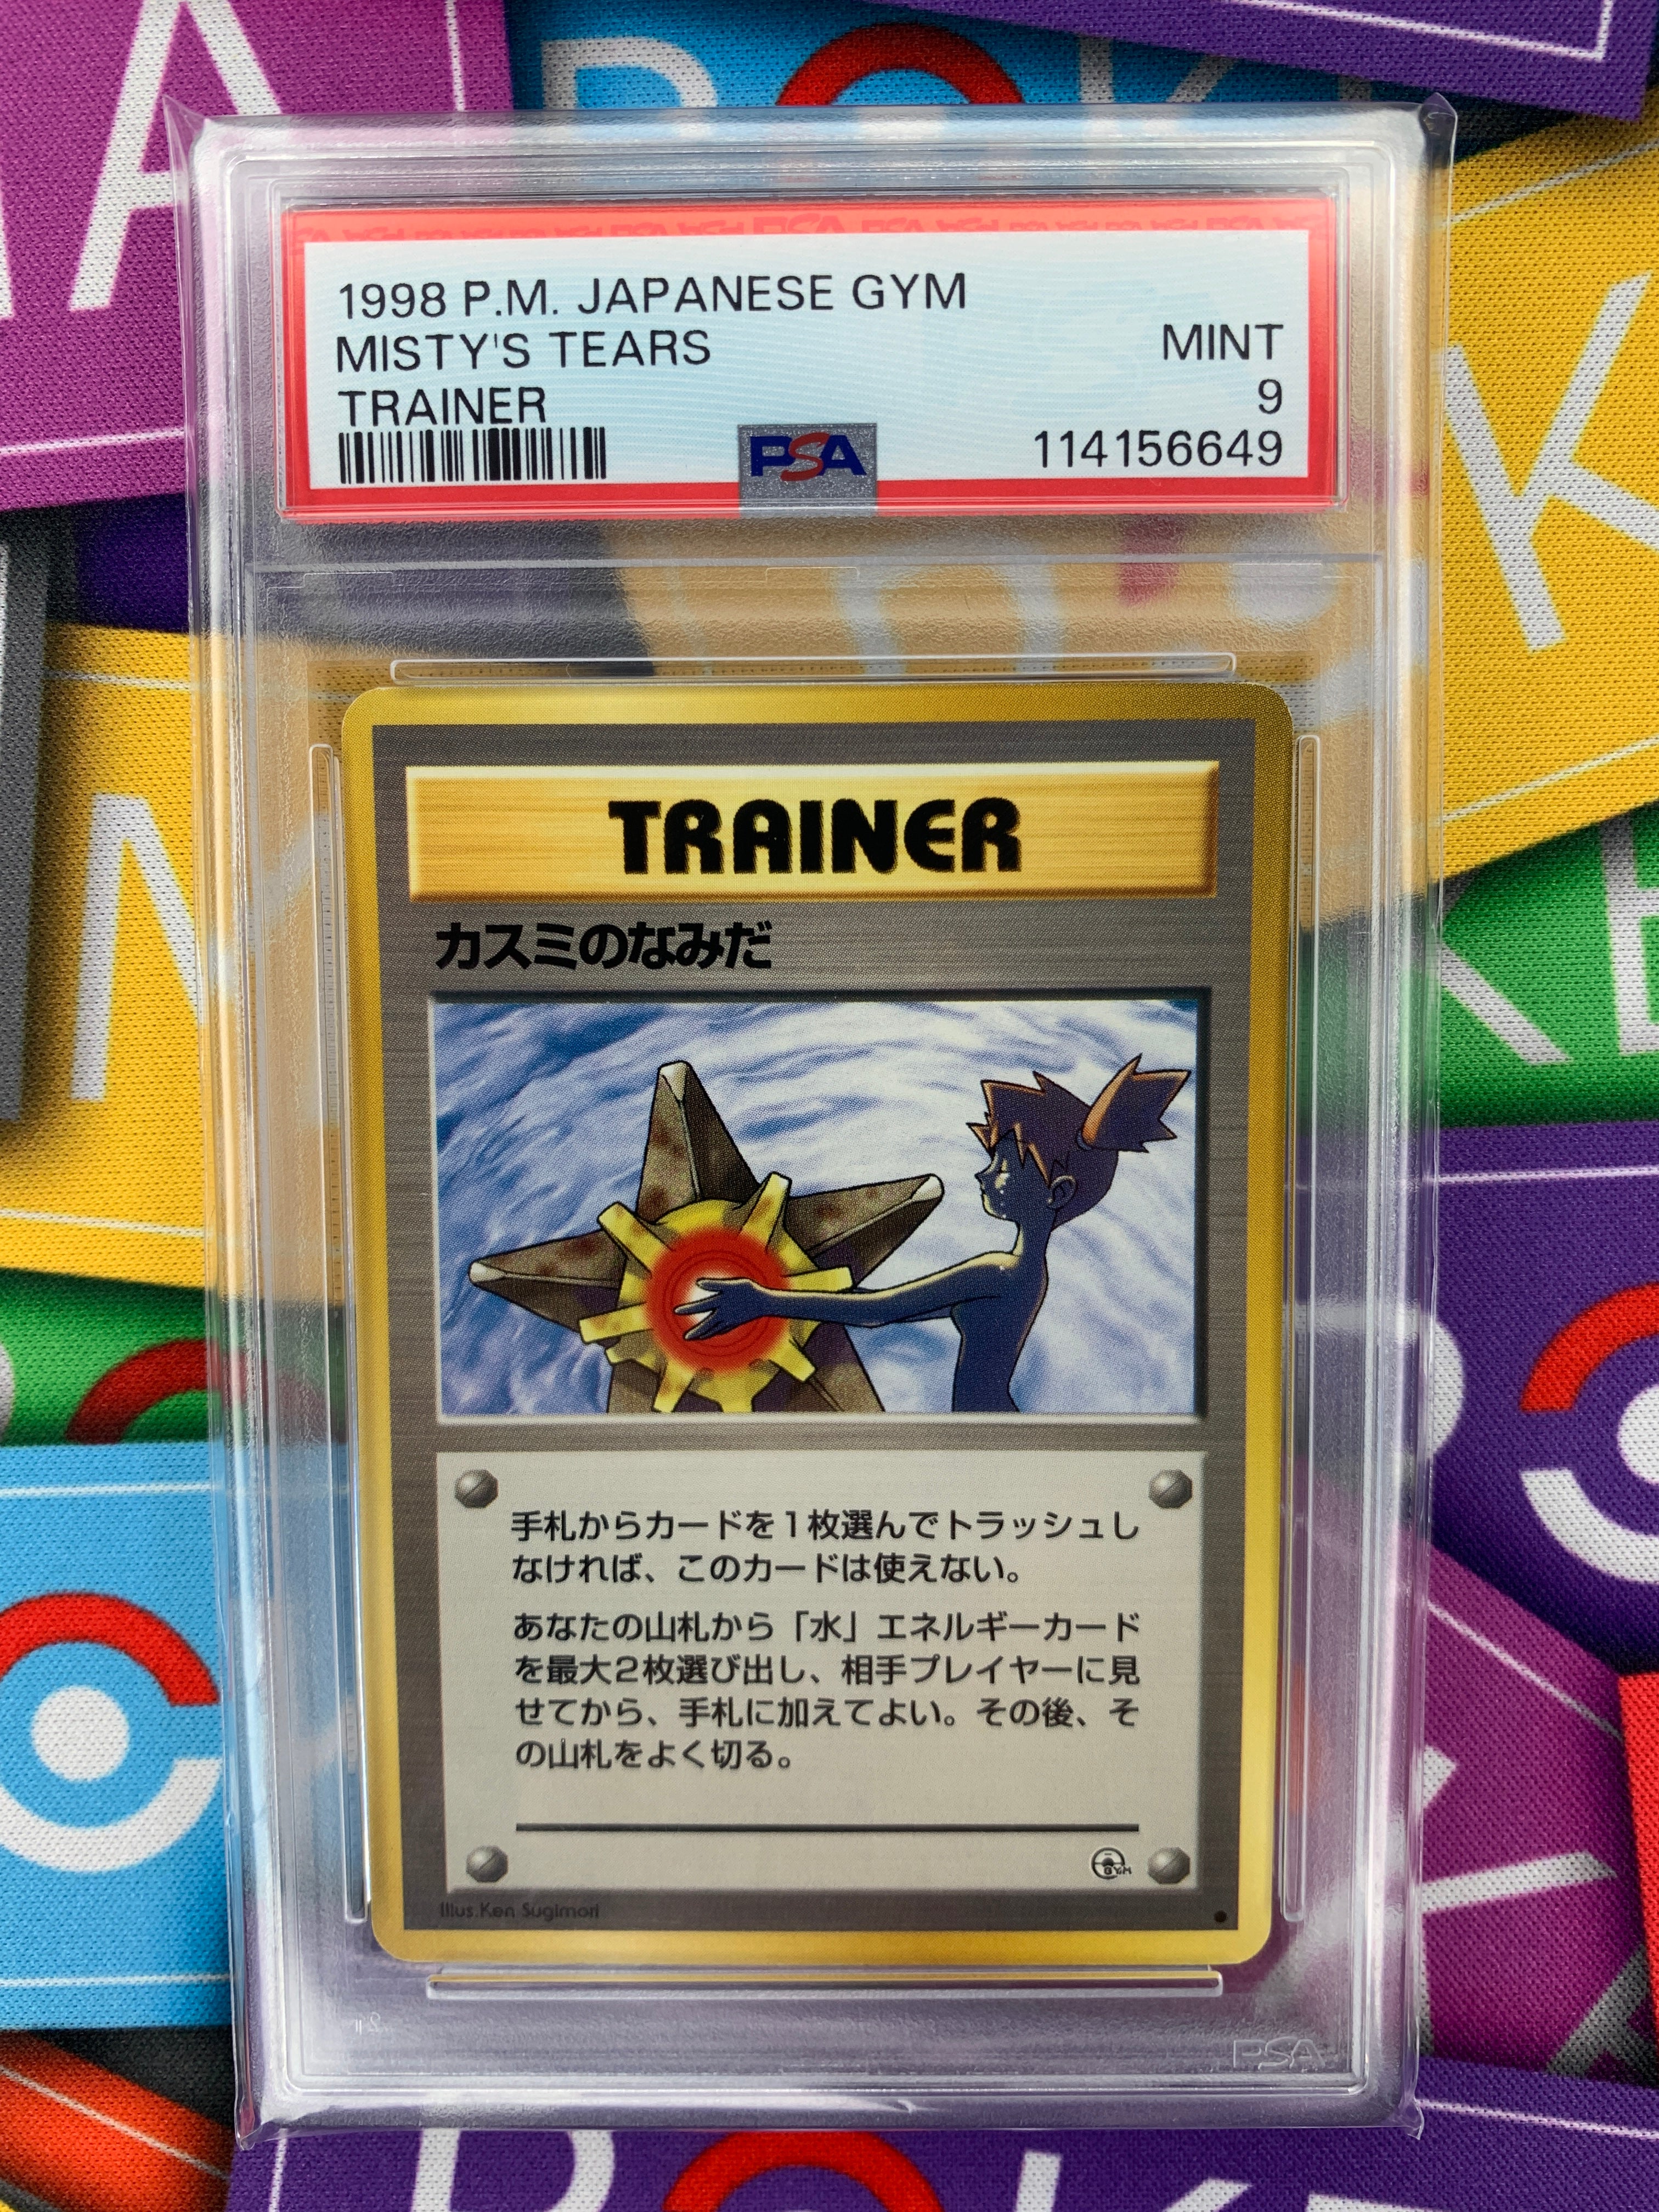 1998 P.M. JAPANESE GYM
MISTY'S TEARS
TRAINER
MINT
9
114156649
PSA
TRAINER
カスミのなみだ
手札からカードを1枚選んでトラッシュし
なければ、このカードは使えない。
あなたの山札から「水」エネルギーカード
を最大2枚選び出し、相手プレイヤーに見
せてから、手札に加えてよい。その後、そ
の山札をよく切る。
GYM
Illus.Ken Sugimori
PSA